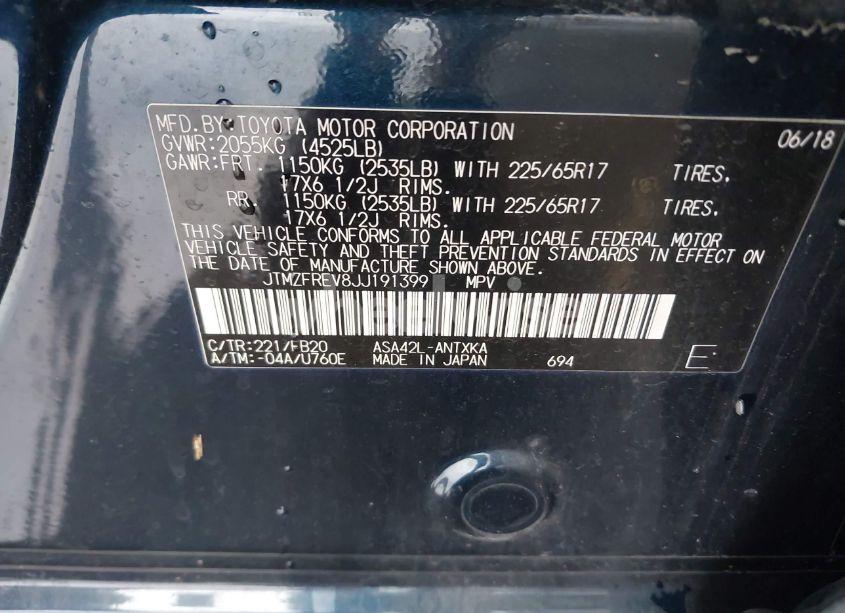 MFD.BY:TOYOTA MOTOR CORPORATION 06/18
GVWR:2055KG (4525LB)
GAWR:FRT. 1150KG (2535LB) WITH 225/65R17 TIRES.
17X6 1/2J RIMS.
RR. 1150KG (2535LB) WITH 225/65R17 TIRES.
17X6 1/2J RIMS.
THIS VEHICLE CONFORMS TO ALL APPLICABLE FEDERAL MOTOR
VEHICLE SAFETY AND THEFT PREVENTION STANDARDS IN EFFECT ON
THE DATE OF MANUFACTURE SHOWN ABOVE.
JTMZFREV8JJ191399 MPV
C/TR:221/FB20 ASA42L-ANTXKA
A/TM:-04A/U760E MADE IN JAPAN 694 E: